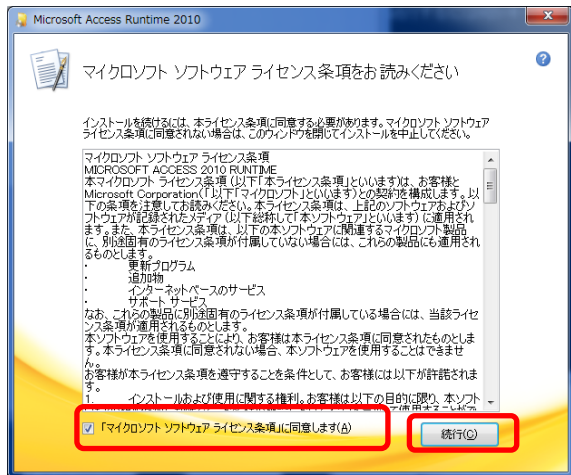 Microsoft Access Runtime 2010
マイクロソフト ソフトウェア ライセンス条項をお読みください
インストールを続けるには、本ライセンス条項に同意する必要があります。マイクロソフト ソフトウェア
ライセンス条項に同意されない場合は、このウィンドウを閉じてインストールを中止してください。
マイクロソフト ソフトウェア ライセンス条項
MICROSOFT ACCESS 2010 RUNTIME
本マイクロソフト ライセンス条項 (以下「本ライセンス条項」といいます)は、お客様と
Microsoft Corporation(「以下「マイクロソフト」といいます)との契約を構成します。以
下の条項を注意してお読みください。本ライセンス条項は、上記のソフトウェアおよびソ
フトウェアが記録されたメディア (以下総称して「本ソフトウェア」といいます) に適用され
ます。また、本ライセンス条項は、以下の本ソフトウェアに関連するマイクロソフト製品
に、別途固有のライセンス条項が付属していない場合には、これらの製品にも適用され
るものとします。
・ 更新プログラム
・ 追加物
・ インターネットベースのサービス
・ サポート サービス
なお、これらの製品に別途固有のライセンス条項が付属している場合には、当該ライセ
ンス条項が適用されるものとします。
本ソフトウェアを使用することにより、お客様は本ライセンス条項に同意されたものとしま
す。本ライセンス条項に同意されない場合、本ソフトウェアを使用することはできませ
ん。
お客様が本ライセンス条項を遵守することを条件として、お客様には以下が許諾されま
す。
1. インストールおよび使用に関する権利。お客様は以下の目的に限り、本ソフト
て使用することがで
「マイクロソフト ソフトウェア ライセンス条項」に同意します(A)
続行(C)